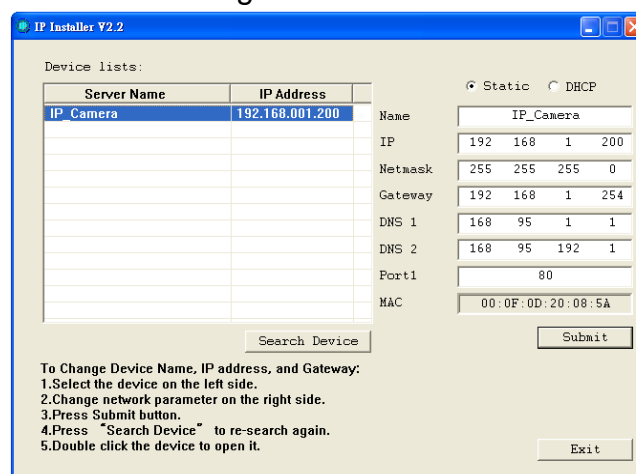 IP Installer V2.2
Device lists:
Server Name IP Address
IP_Camera 192.168.001.200
Static DHCP
Name IP_Camera
IP 192 168 1 200
Netmask 255 255 255 0
Gateway 192 168 1 254
DNS 1 168 95 1 1
DNS 2 168 95 192 1
Port1 80
MAC 00:0F:0D:20:08:5A
Search Device
Submit
To Change Device Name, IP address, and Gateway:
1.Select the device on the left side.
2.Change network parameter on the right side.
3.Press Submit button.
4.Press “Search Device” to re-search again.
5.Double click the device to open it.
Exit